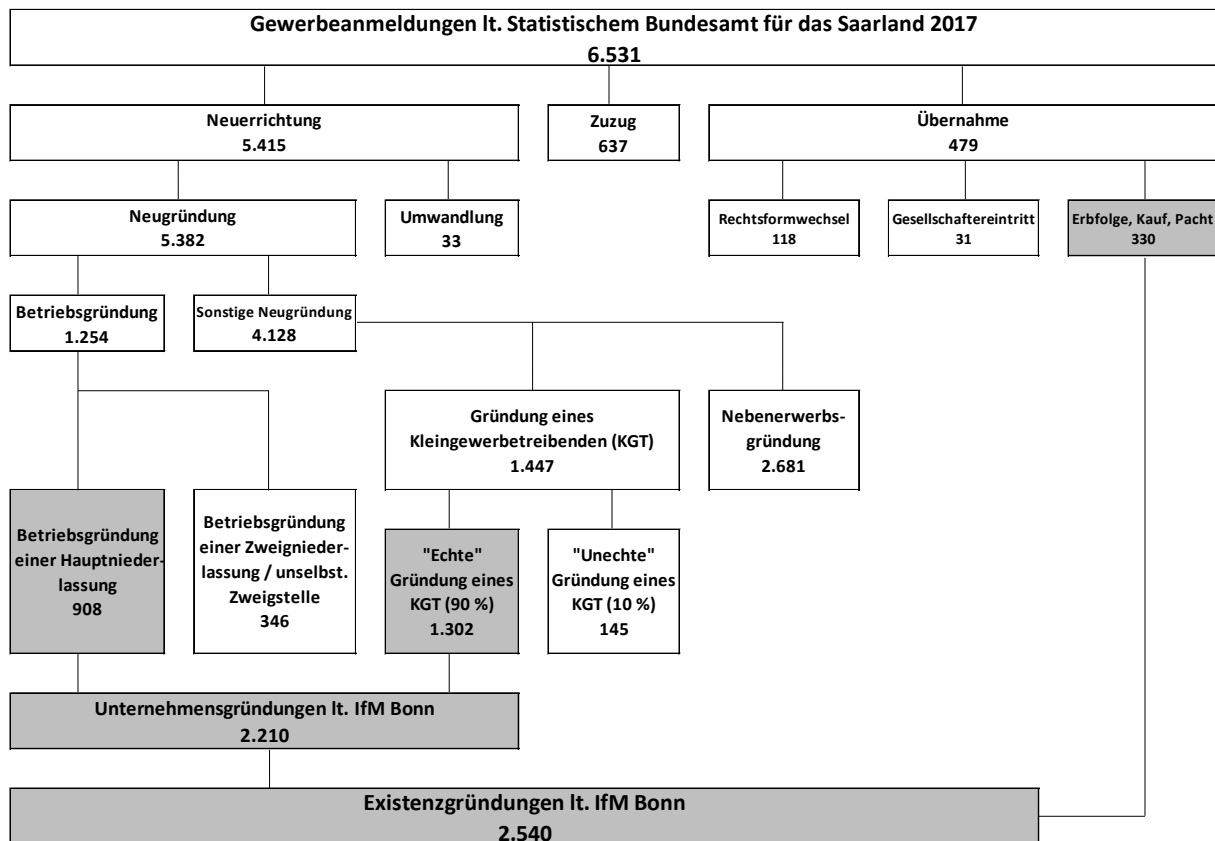 Gewerbeanmeldungen lt. Statistischem Bundesamt für das Saarland 2017
6.531
Neuerrichtung
5.415
Zuzug
637
Übernahme
479
Neugründung
5.382
Umwandlung
33
Rechtsformwechsel
118
Gesellschaftereintritt
31
Erbfolge, Kauf, Pacht
330
Betriebsgründung
1.254
Sonstige Neugründung
4.128
Gründung eines
Kleingewerbetreibenden (KGT)
1.447
Nebenerwerbs-
gründung
2.681
Betriebsgründung
einer Hauptnieder-
lassung
908
Betriebsgründung
einer Zweignieder-
lassung / unselbst.
Zweigstelle
346
"Echte"
Gründung eines
KGT (90 %)
1.302
"Unechte"
Gründung eines
KGT (10 %)
145
Unternehmensgründungen lt. IfM Bonn
2.210
Existenzgründungen lt. IfM Bonn
2.540